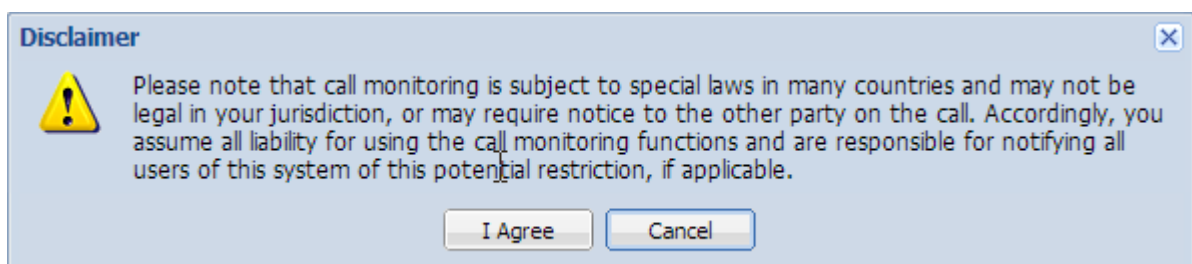 Disclaimer
Please note that call monitoring is subject to special laws in many countries and may not be
legal in your jurisdiction, or may require notice to the other party on the call. Accordingly, you
assume all liability for using the call monitoring functions and are responsible for notifying all
users of this system of this potential restriction, if applicable.
I Agree
Cancel